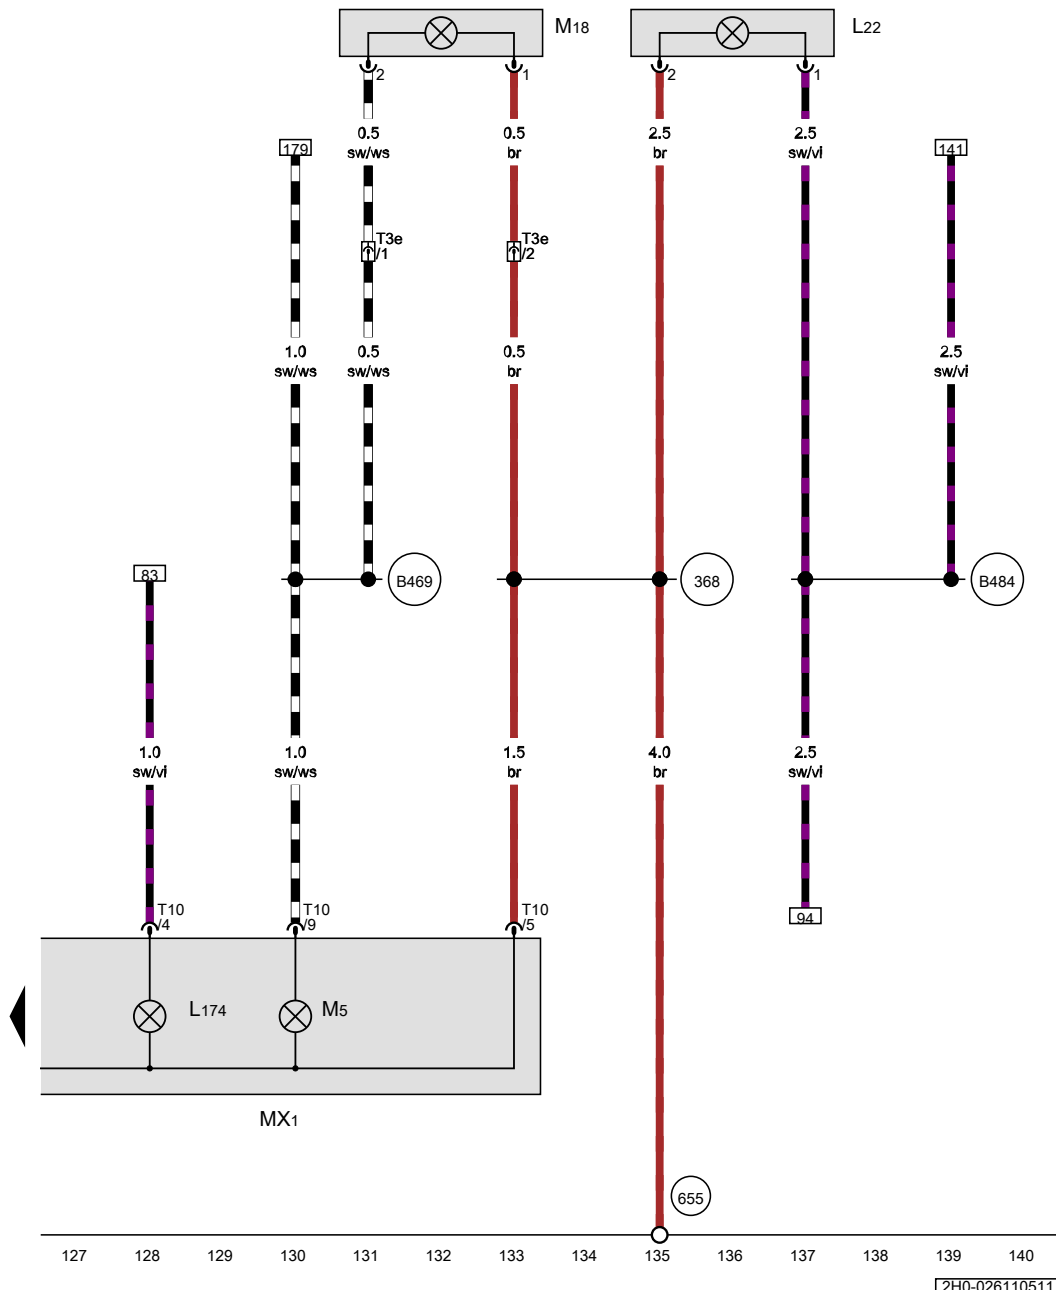 M18
L22
2
1
2
1
0.5
sw/ws
0.5
br
2.5
br
2.5
sw/vi
179
141
T3e
/1
T3e
/2
1.0
sw/ws
0.5
sw/ws
0.5
br
2.5
sw/vi
83
B469
368
B484
1.0
sw/vi
1.0
sw/ws
1.5
br
4.0
br
2.5
sw/vi
T10
/4
T10
/9
T10
/5
94
L174
M5
MX1
655
127 128 129 130 131 132 133 134 135 136 137 138 139 140
2H0-026110511